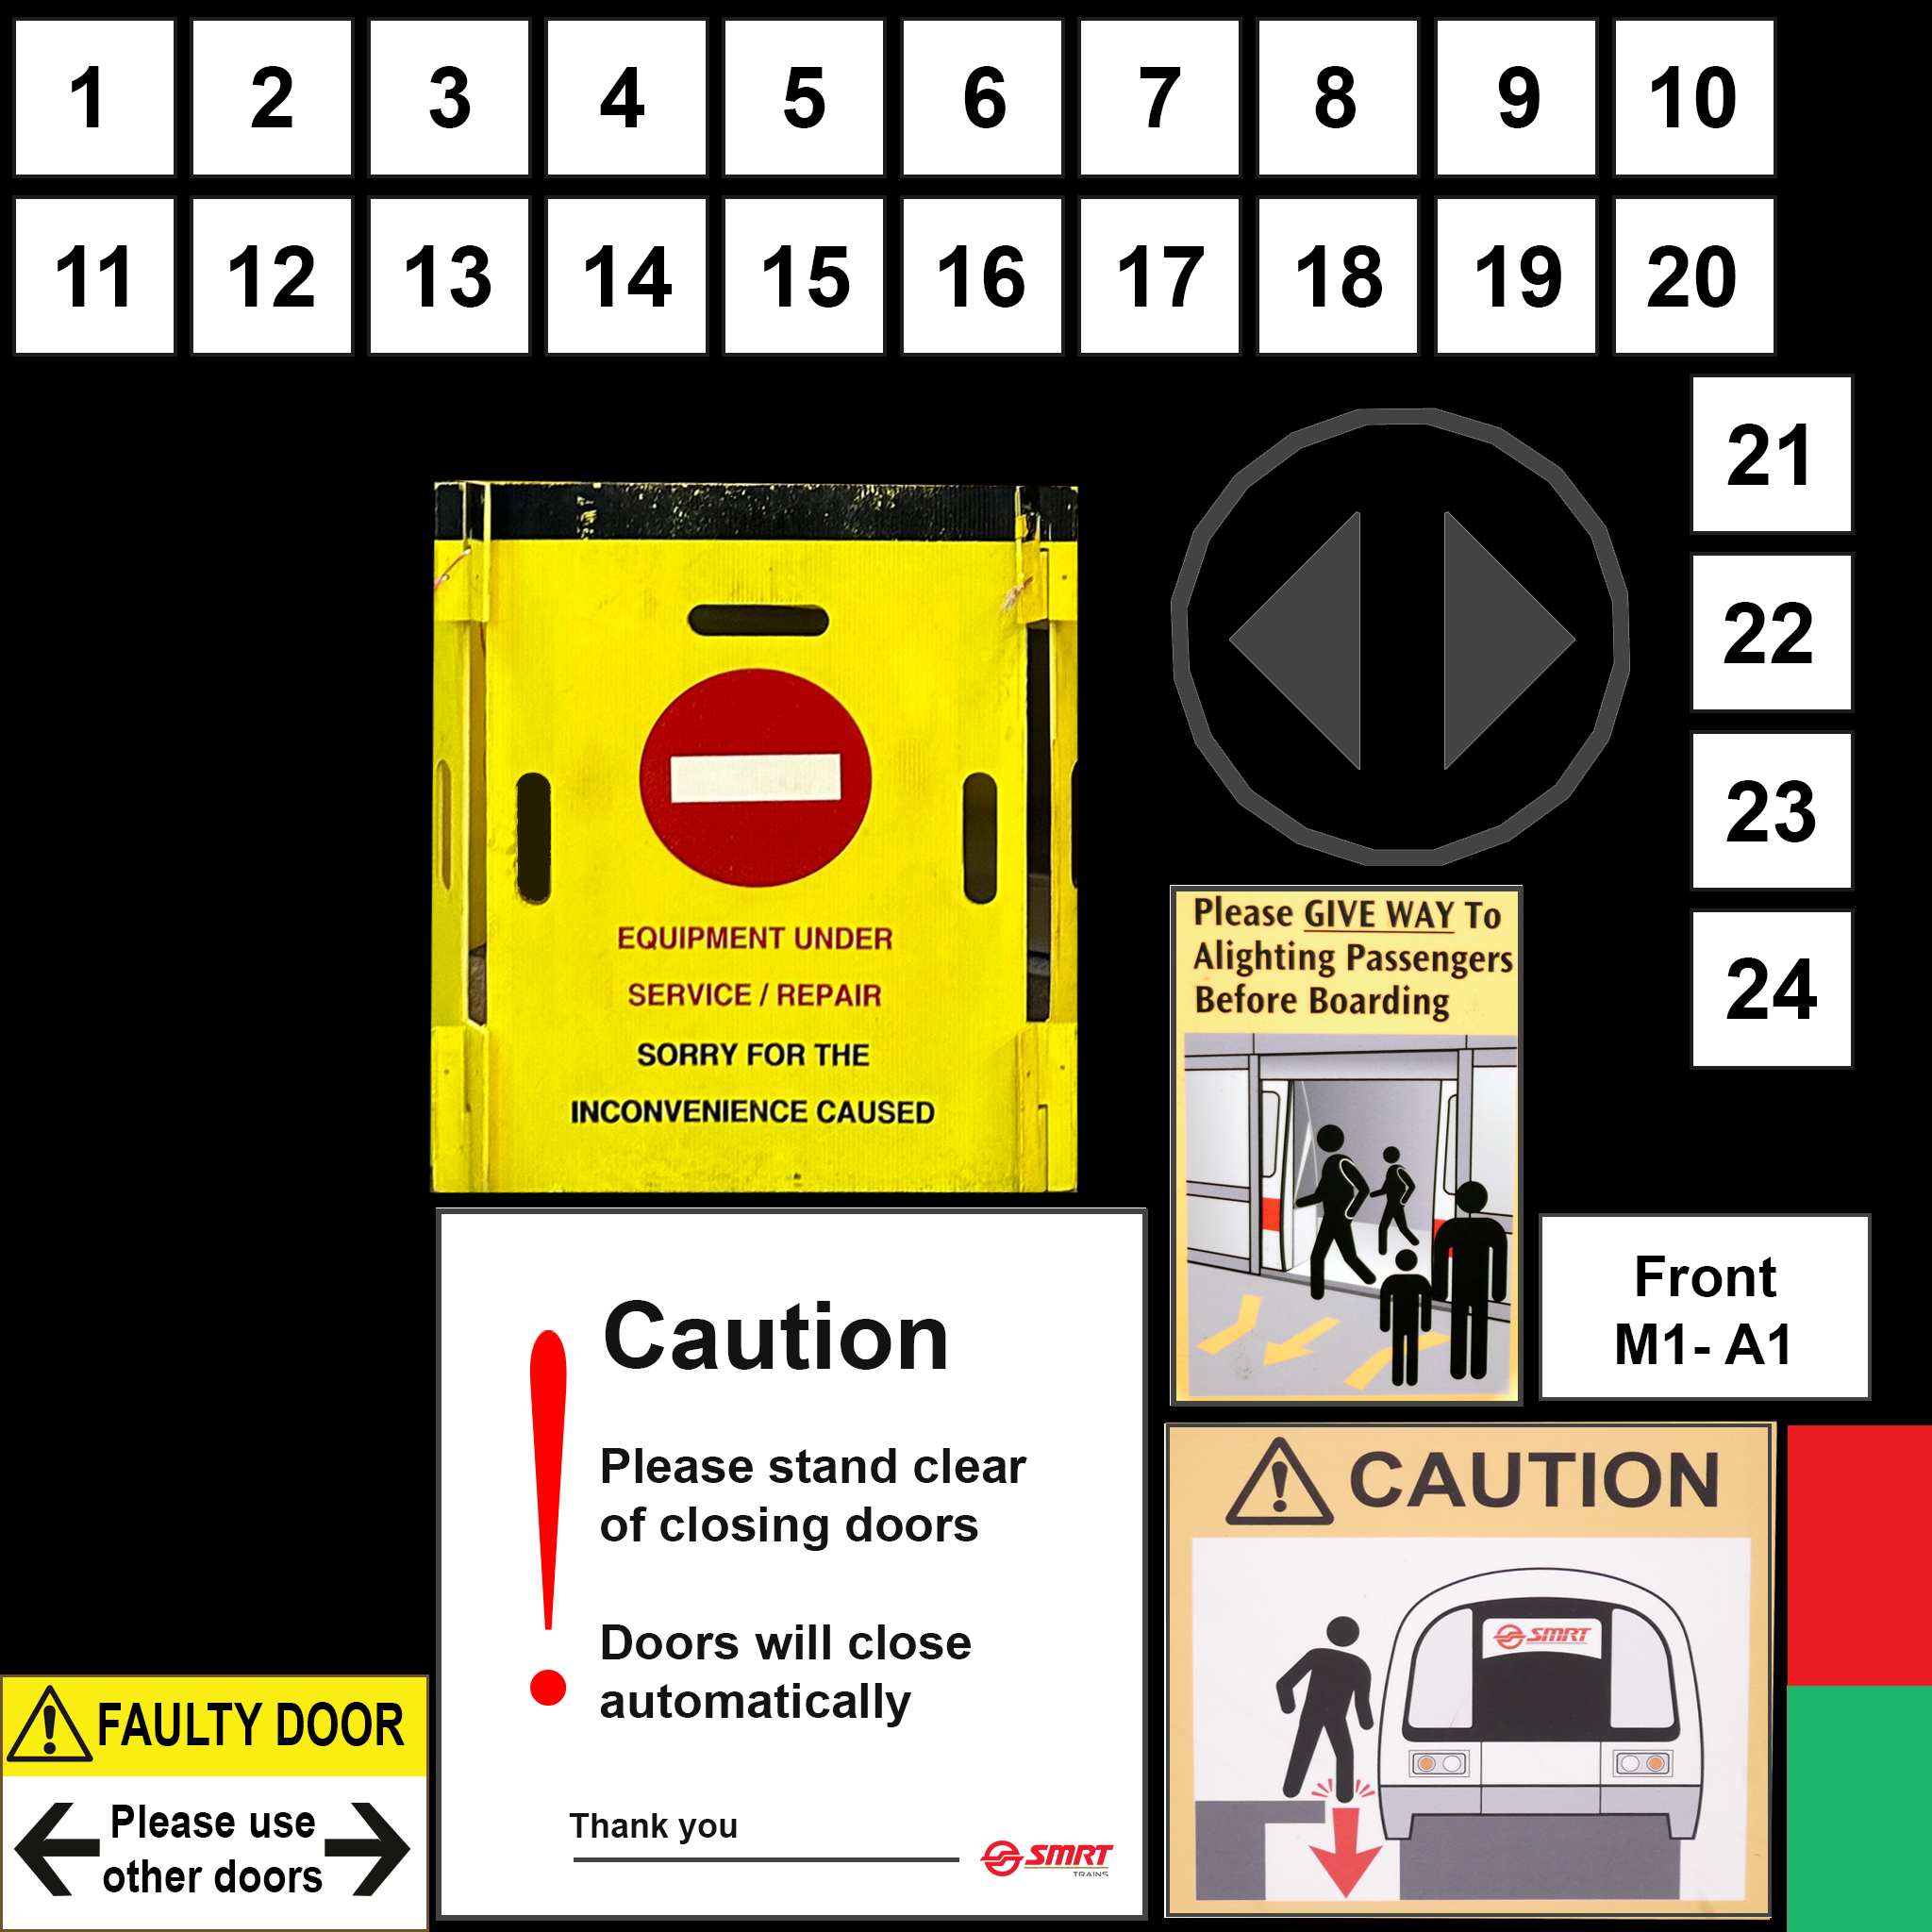 1 2 3 4 5 6 7 8 9 10
11 12 13 14 15 16 17 18 19 20
21
22
23
24
EQUIPMENT UNDER
SERVICE / REPAIR
SORRY FOR THE
INCONVENIENCE CAUSED
Please GIVE WAY To
Alighting Passengers
Before Boarding
Front
M1- A1
Caution
Please stand clear
of closing doors
Doors will close
automatically
Thank you
SMRT
TRAINS
CAUTION
SMRT
FAULTY DOOR
Please use
other doors